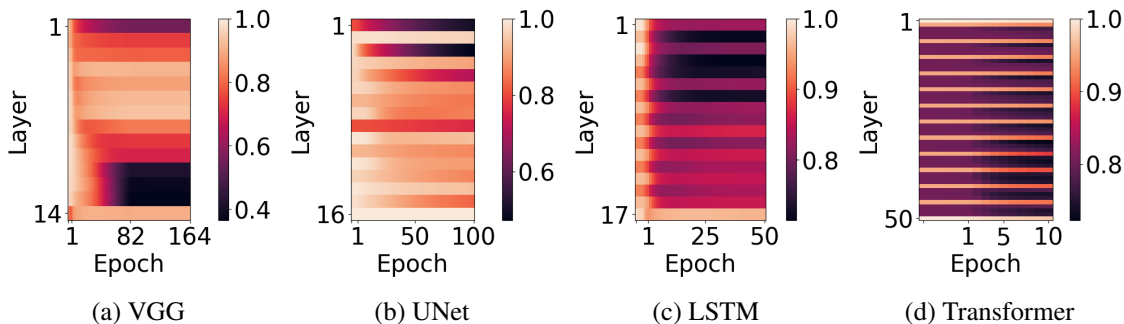 1
14
Layer
1 82 164
Epoch
1.0
0.8
0.6
0.4
(a) VGG
1
16
Layer
1 50 100
Epoch
1.0
0.8
0.6
(b) UNet
1
17
Layer
1 25 50
Epoch
1.0
0.9
0.8
(c) LSTM
1
50
Layer
1 5 10
Epoch
1.0
0.9
0.8
(d) Transformer